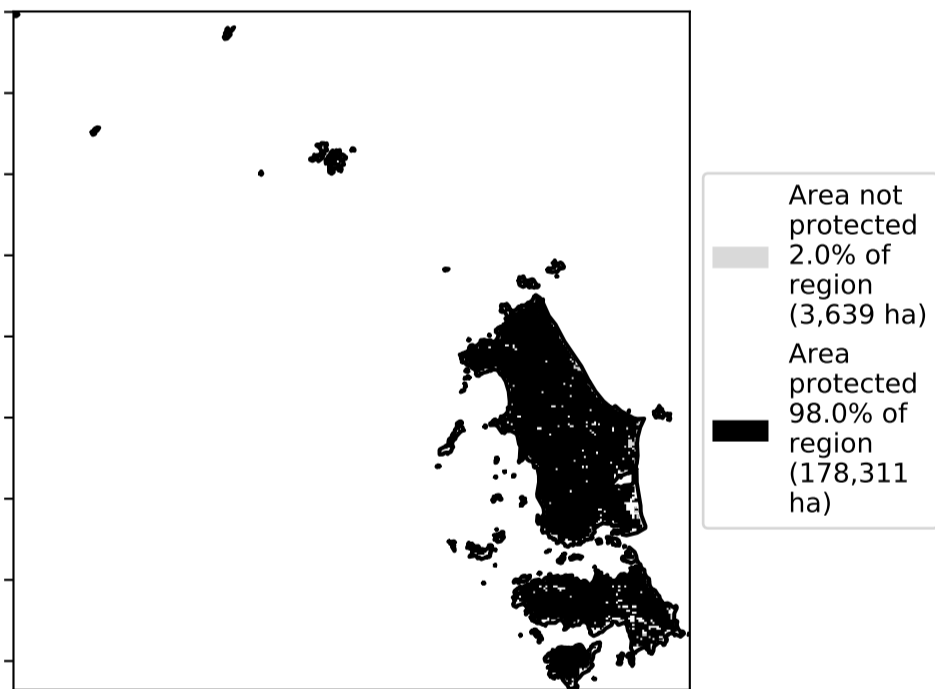 Area not
protected
2.0% of
region
(3,639 ha)
Area
protected
98.0% of
region
(178,311
ha)